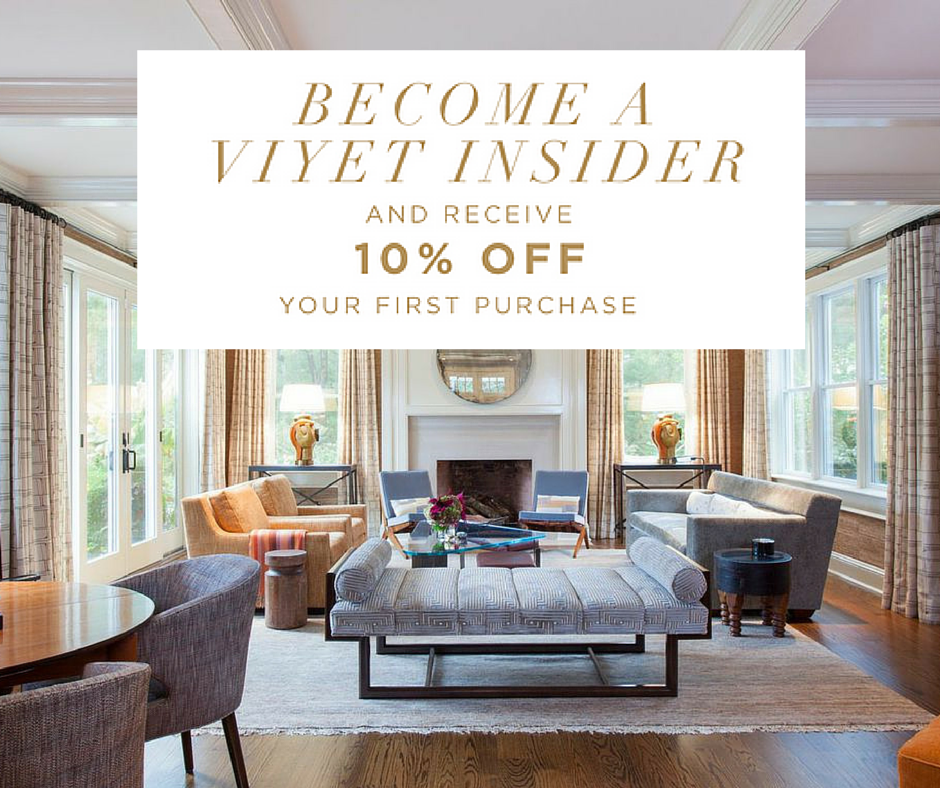 BECOME A
VIYET INSIDER
AND RECEIVE
10% OFF
YOUR FIRST PURCHASE